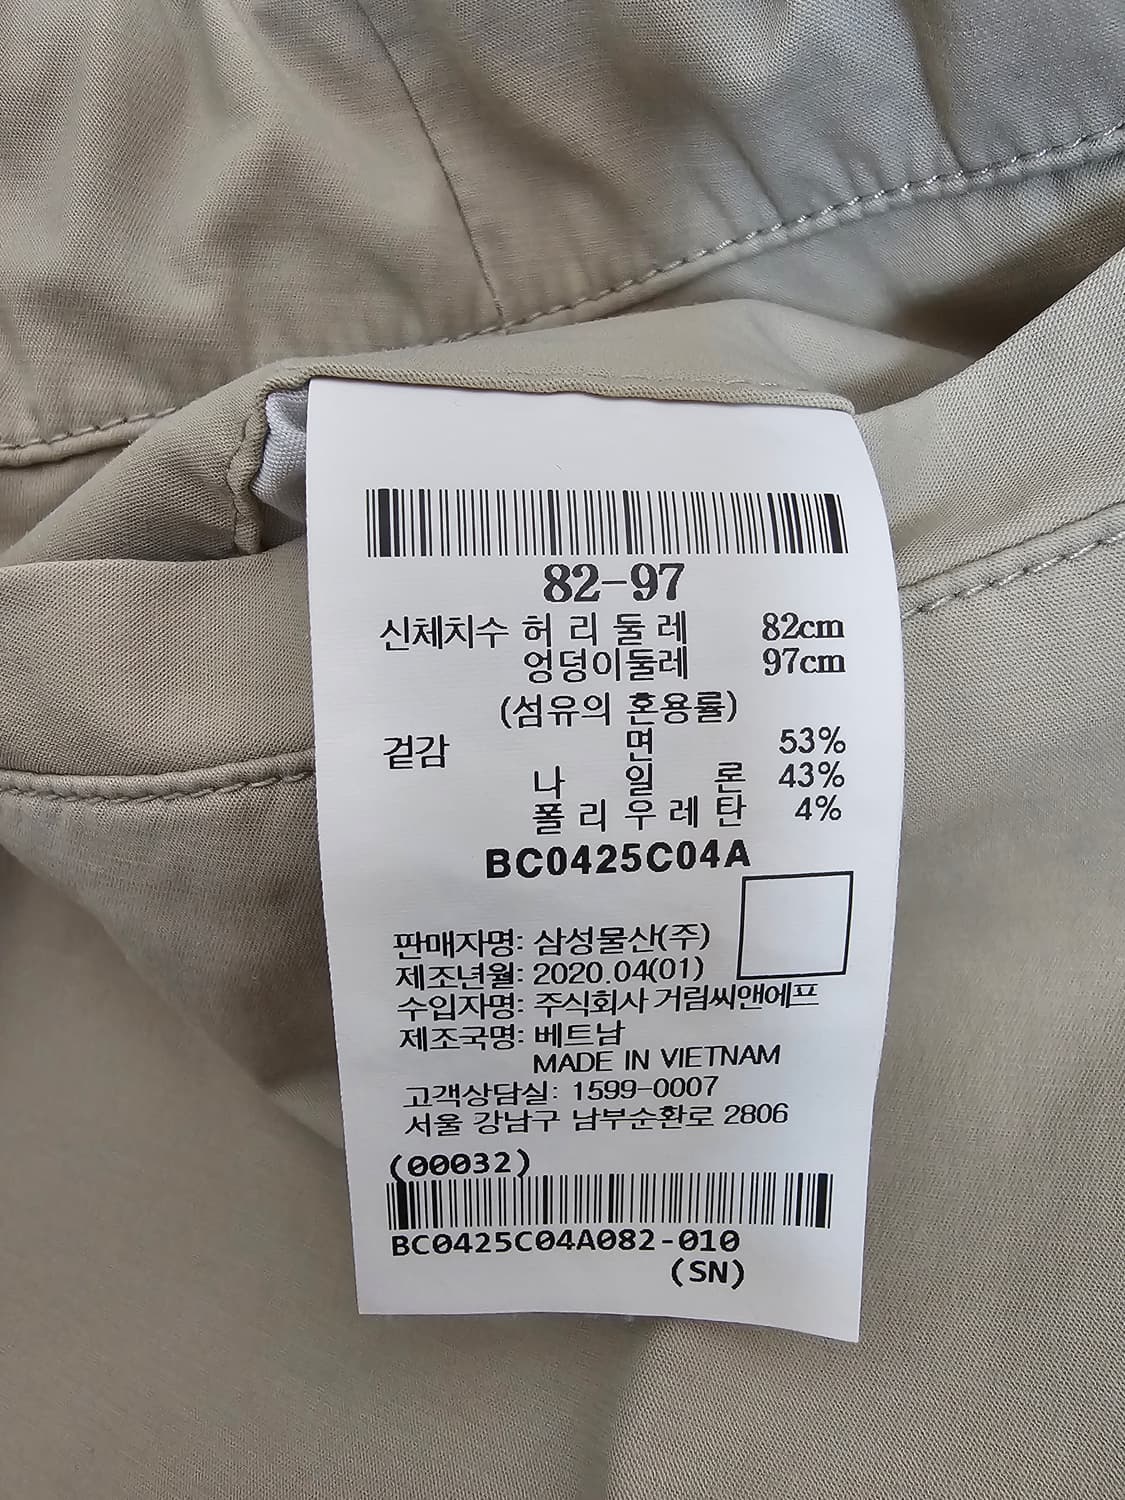 82-97
신체치수 허 리 둘 레 82cm
엉덩이둘레 97cm
(섬유의 혼용률)
겉감 면 53%
나 일 론 43%
폴 리 우 레 탄 4%
BC0425C04A
판매자명: 삼성물산(주)
제조년월: 2020.04(01)
수입자명: 주식회사 거림씨앤에프
제조국명: 베트남
MADE IN VIETNAM
고객상담실: 1599-0007
서울 강남구 남부순환로 2806
(00032)
BC0425C04A082-010
(SN)